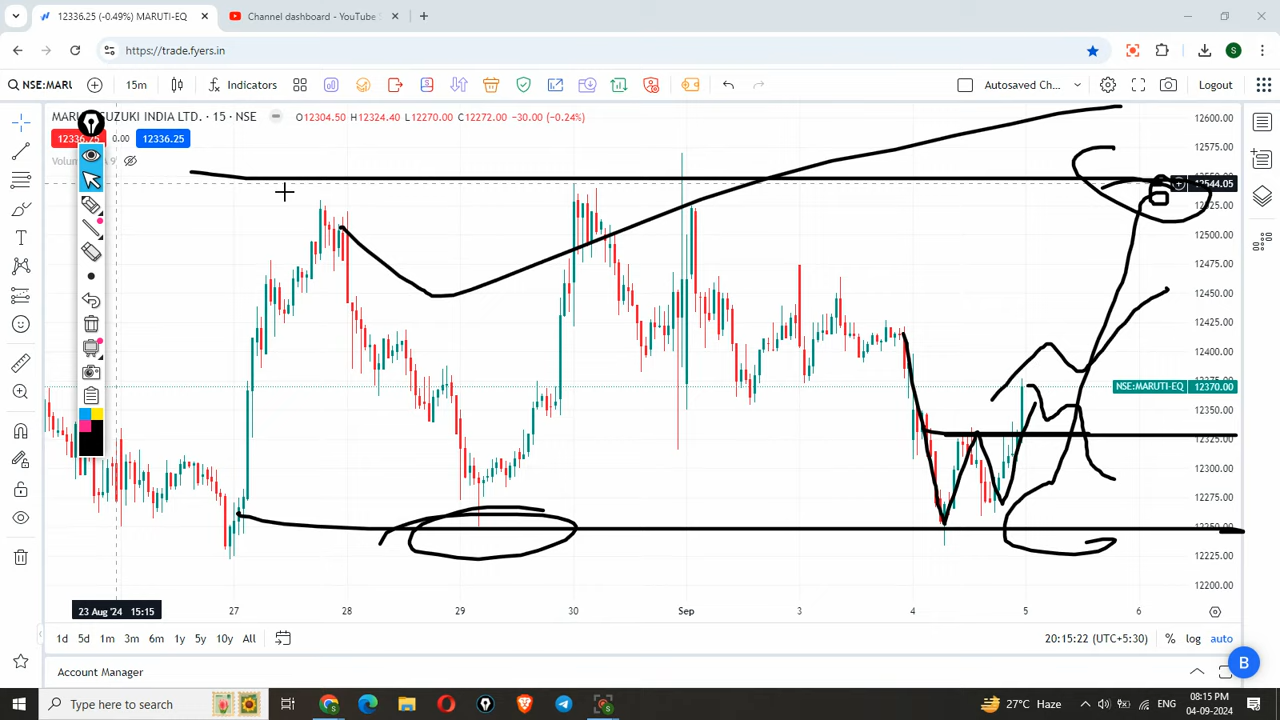 12336.25 (-0.49%) MARUTI-EQ
Channel dashboard - YouTube
https://trade.fyers.in
NSE:MARU
15m
Indicators
Autosaved Ch...
Logout
MARU SUZUKI INDIA LTD. · 15 · NSE
O12304.50 H12324.40 L12270.00 C12272.00 -30.00 (-0.24%)
12336.25
0.00
12336.25
Volum 9
12600.00
12575.00
12544.05
12525.00
12500.00
12475.00
12450.00
12425.00
12400.00
NSE:MARUTI-EQ 12370.00
12350.00
12325.00
12300.00
12275.00
12250.00
12225.00
12200.00
23 Aug '24 15:15
27
28
29
30
Sep
3
4
5
6
1d 5d 1m 3m 6m 1y 5y 10y All
20:15:22 (UTC+5:30) % log auto
Account Manager
B
Type here to search
27°C Haze
ENG
08:15 PM
04-09-2024